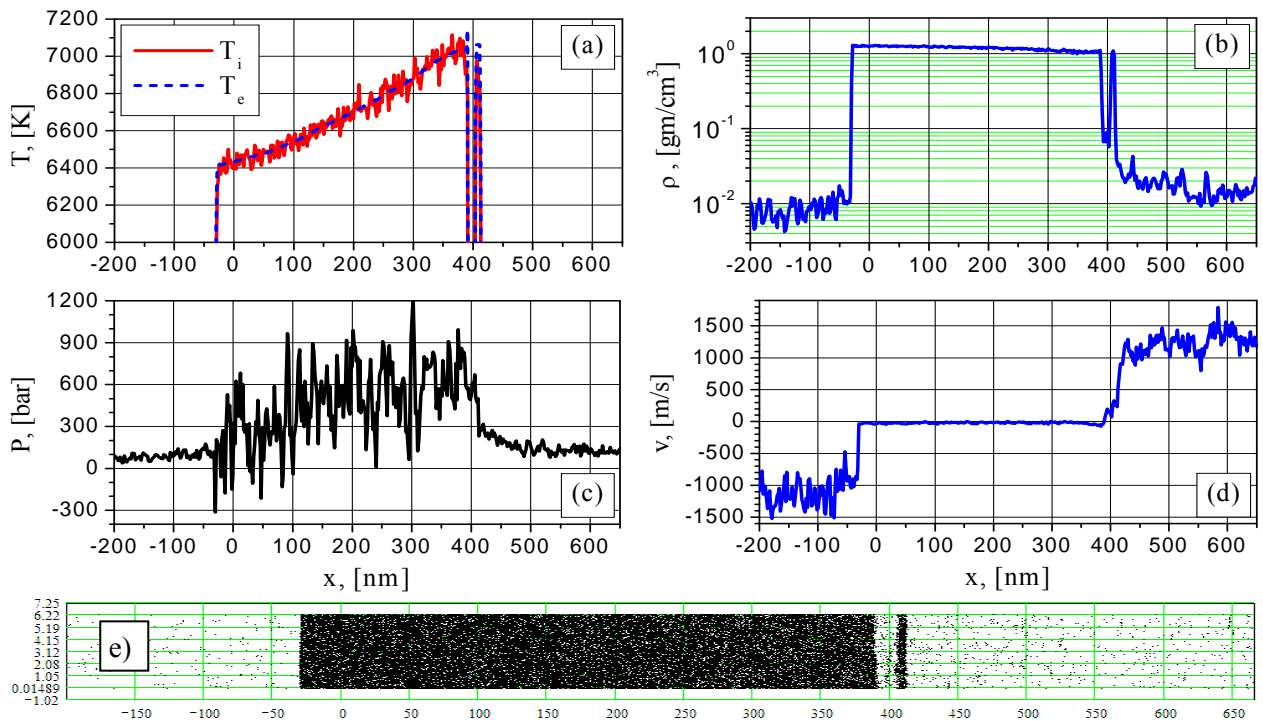 7200
7000
6800
6600
6400
6200
6000
T, [K]
T_i
T_e
(a)
-200 -100 0 100 200 300 400 500 600
10^0
10^-1
10^-2
ρ , [gm/cm^3]
(b)
-200 -100 0 100 200 300 400 500 600
1200
900
600
300
0
-300
P, [bar]
(c)
-200 -100 0 100 200 300 400 500 600
x, [nm]
1500
1000
500
0
-500
-1000
-1500
v, [m/s]
(d)
-200 -100 0 100 200 300 400 500 600
x, [nm]
7.25
6.22
5.19
4.15
3.12
2.08
1.05
0.01489
−1.02
e)
−150 −100 −50 0 50 100 150 200 250 300 350 400 450 500 550 600 650